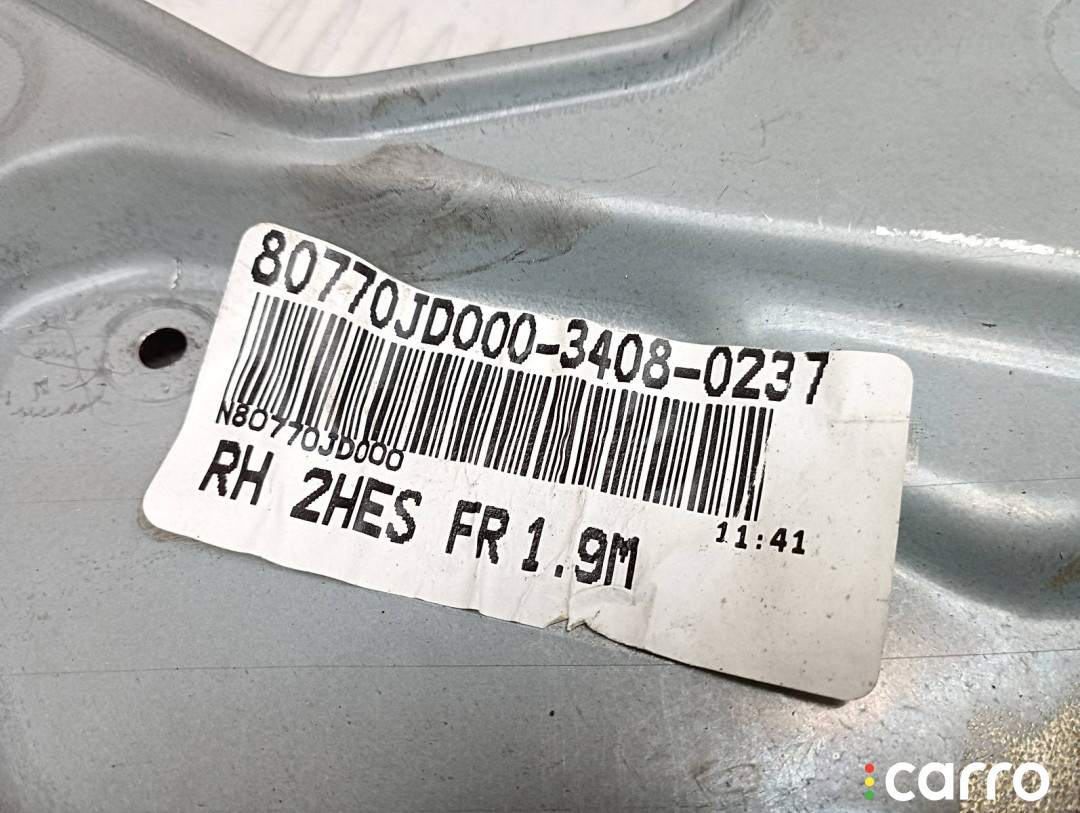 80770JD000-3408-0237
N80770JD000
11:41
RH 2HES FR 1.9M
carro